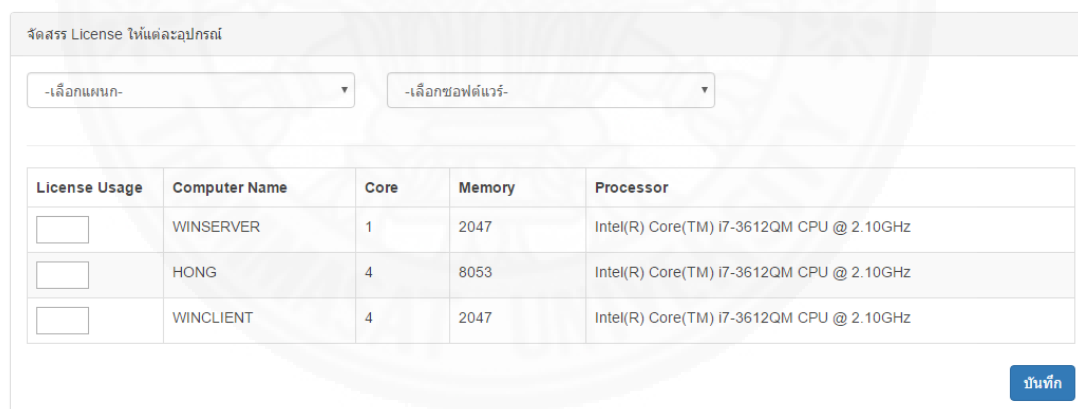 จัดสรร License ให้แต่ละอุปกรณ์
-เลือกแผนก- -เลือกซอฟต์แวร์-
License Usage Computer Name Core Memory Processor
WINSERVER 1 2047 Intel(R) Core(TM) i7-3612QM CPU @ 2.10GHz
HONG 4 8053 Intel(R) Core(TM) i7-3612QM CPU @ 2.10GHz
WINCLIENT 4 2047 Intel(R) Core(TM) i7-3612QM CPU @ 2.10GHz
บันทึก